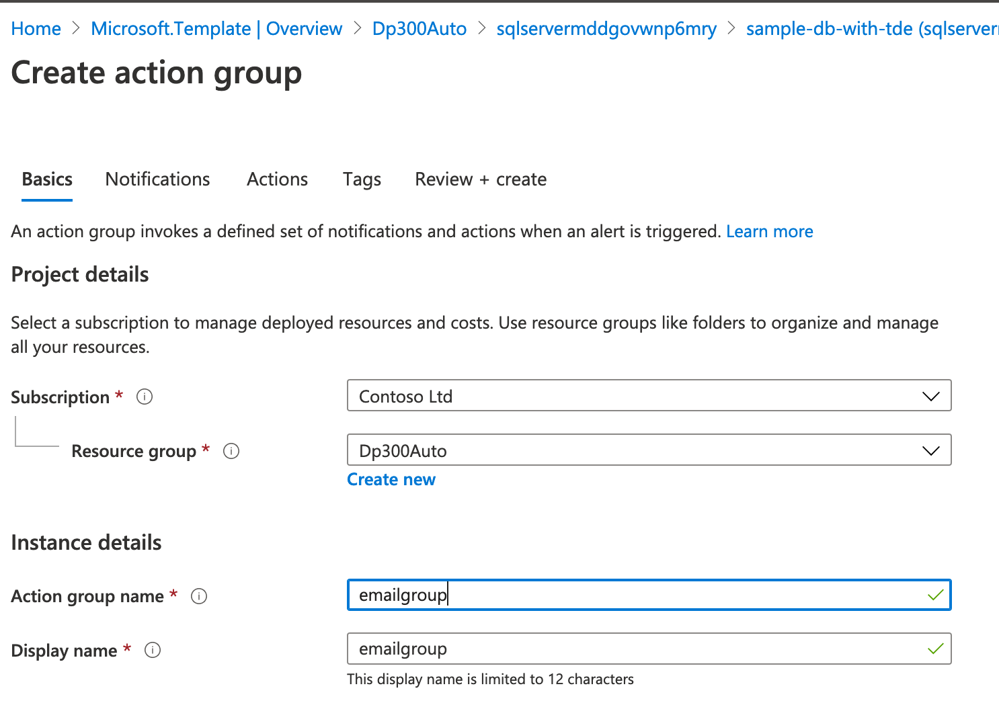 Home > Microsoft.Template | Overview > Dp300Auto > sqlservermddgovwnp6mry > sample-db-with-tde (sqlserver
Create action group
Basics Notifications Actions Tags Review + create
An action group invokes a defined set of notifications and actions when an alert is triggered. Learn more
Project details
Select a subscription to manage deployed resources and costs. Use resource groups like folders to organize and manage
all your resources.
Subscription * Contoso Ltd
Resource group * Dp300Auto
Create new
Instance details
Action group name * emailgroup
Display name * emailgroup
This display name is limited to 12 characters